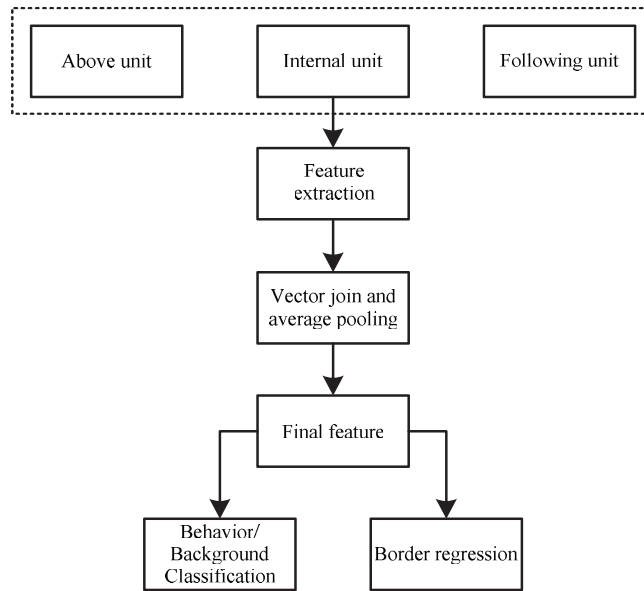 Above unit
Internal unit
Following unit
Feature
extraction
Vector join and
average pooling
Final feature
Behavior/
Background
Classification
Border regression